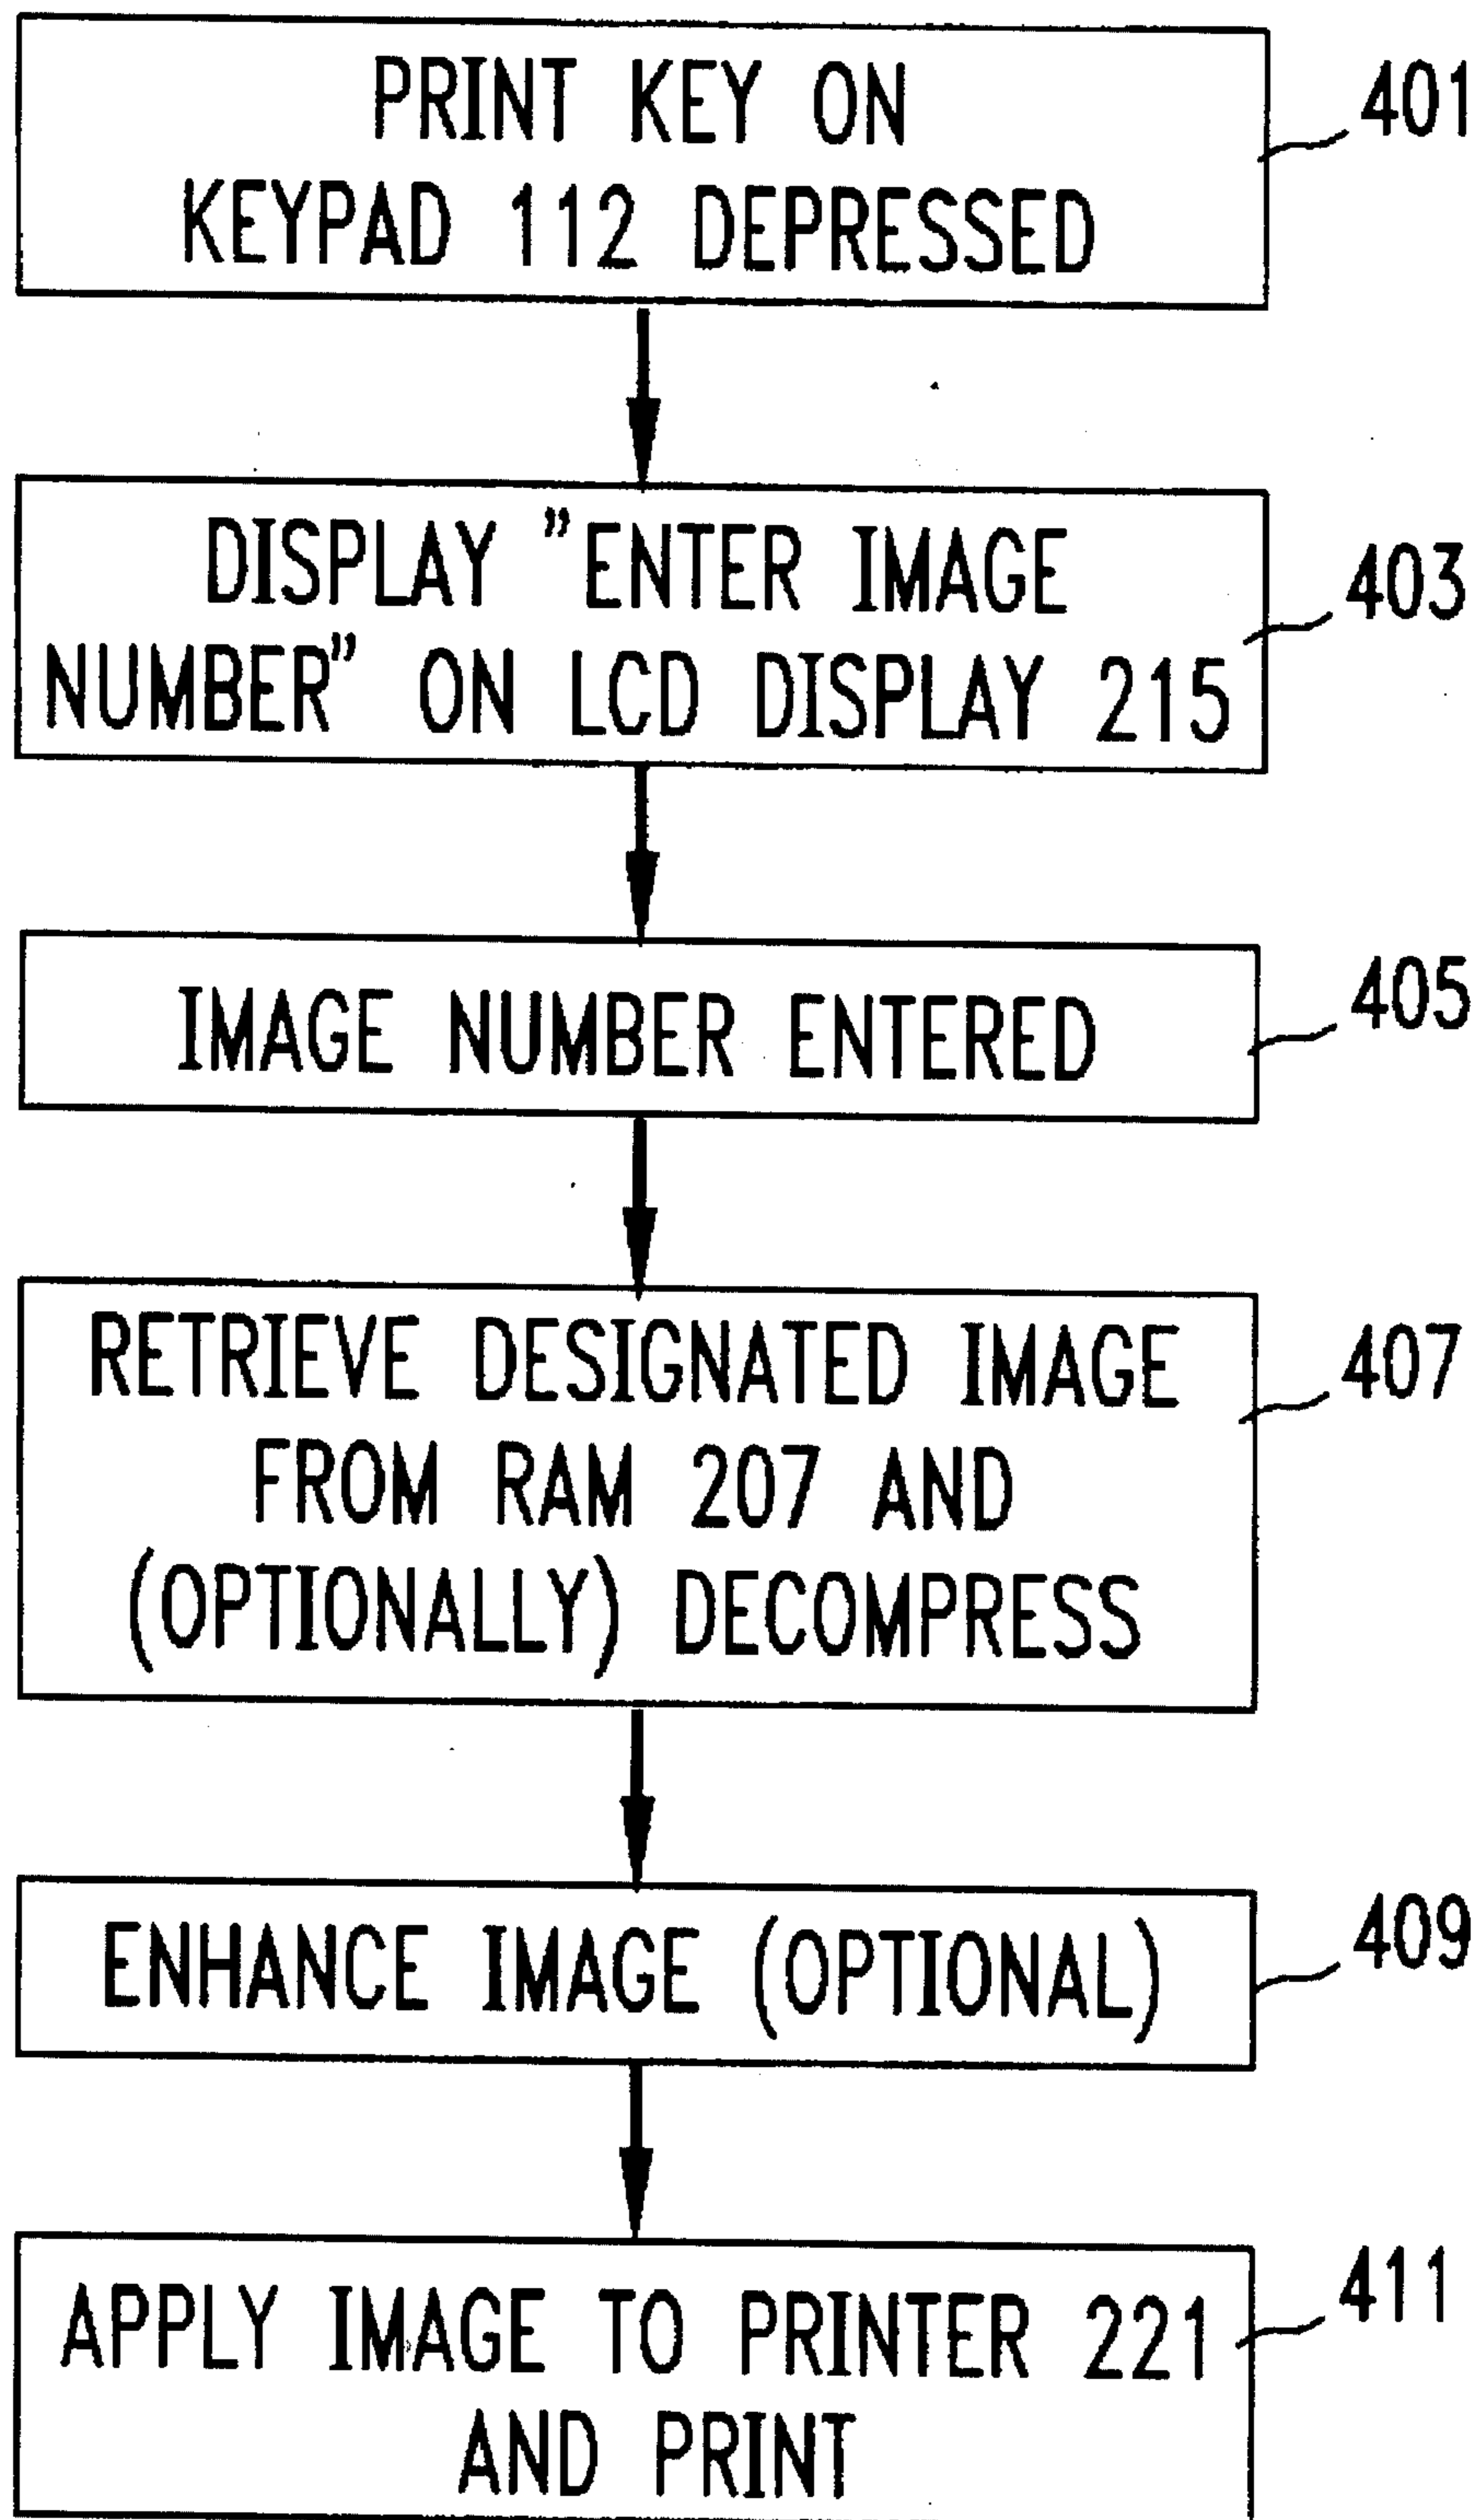 PRINT KEY ON
KEYPAD 112 DEPRESSED
401
DISPLAY "ENTER IMAGE
NUMBER" ON LCD DISPLAY 215
403
IMAGE NUMBER ENTERED
405
RETRIEVE DESIGNATED IMAGE
FROM RAM 207 AND
(OPTIONALLY) DECOMPRESS
407
ENHANCE IMAGE (OPTIONAL)
409
APPLY IMAGE TO PRINTER 221
AND PRINT
411